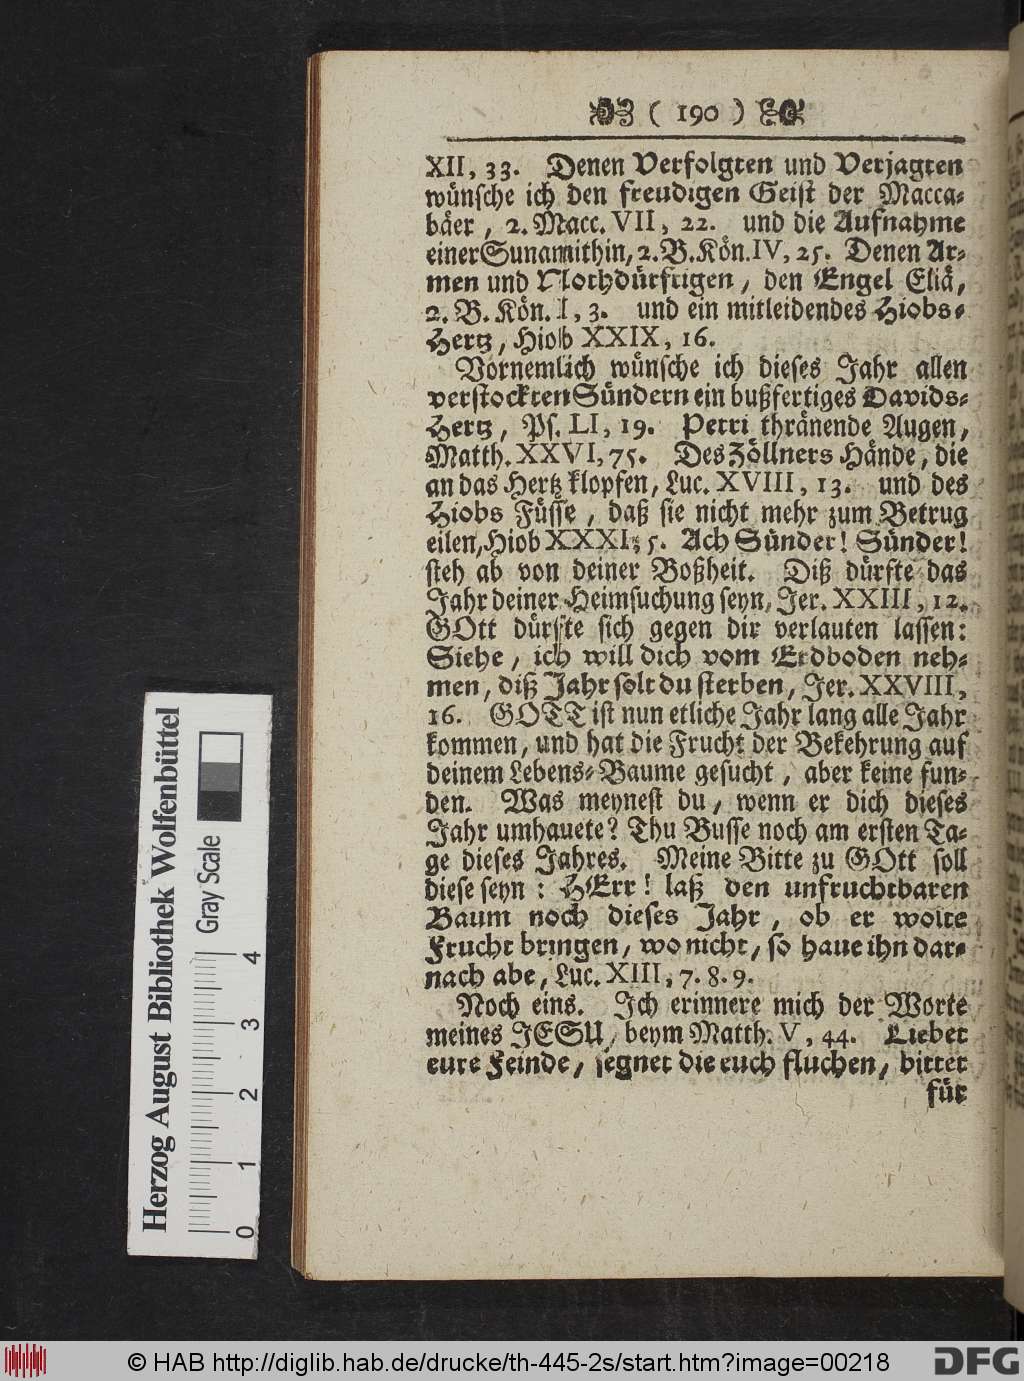 ( 190 )
XII, 33. Denen Verfolgten und Verjagten
wünsche ich den freudigen Geist der Macca-
bäer, 2. Macc. VII, 22. und die Aufnahme
einer Sunamithin, 2. B. Kön. IV, 25. Denen Ar-
men und Nothdürftigen, den Engel Eliä,
2. B. Kön. I, 3. und ein mitleidendes Hiobs-
Hertz, Hiob XXIX, 16.
Vornemlich wünsche ich dieses Jahr allen
verstockten Sündern ein bußfertiges Davids-
Hertz, Ps. LI, 19. Petri thränende Augen,
Matth. XXVI, 75. Des Zöllners Hände, die
an das Hertz klopfen, Luc. XVIII, 13. und des
Hiobs Füsse, daß sie nicht mehr zum Betrug
eilen, Hiob XXXI, 5. Ach Sünder! Sünder!
steh ab von deiner Boßheit. Diß dürfte das
Jahr deiner Heimsuchung seyn, Jer. XXIII, 12.
GOtt dürfte sich gegen dir verlauten lassen:
Siehe, ich will dich vom Erdboden neh-
men, diß Jahr solt du sterben, Jer. XXVIII,
16. GOTT ist nun etliche Jahr lang alle Jahr
kommen, und hat die Frucht der Bekehrung auf
deinem Lebens-Baume gesucht, aber keine fun-
den. Was meynest du, wenn er dich dieses
Jahr umhauete? Thu Busse noch am ersten Ta-
ge dieses Jahres. Meine Bitte zu GOtt soll
diese seyn: HErr! laß den unfruchtbaren
Baum noch dieses Jahr, ob er wolte
Frucht bringen, wo nicht, so haue ihn dar-
nach abe, Luc. XIII, 7. 8. 9.
Noch eins. Ich erinnere mich der Worte
meines JESU, beym Matth. V, 44. Liebet
eure Feinde, segnet die euch fluchen, bittet
für
Herzog August Bibliothek Wolfenbüttel
Gray Scale
0 1 2 3 4
© HAB http://diglib.hab.de/drucke/th-445-2s/start.htm?image=00218
DFG